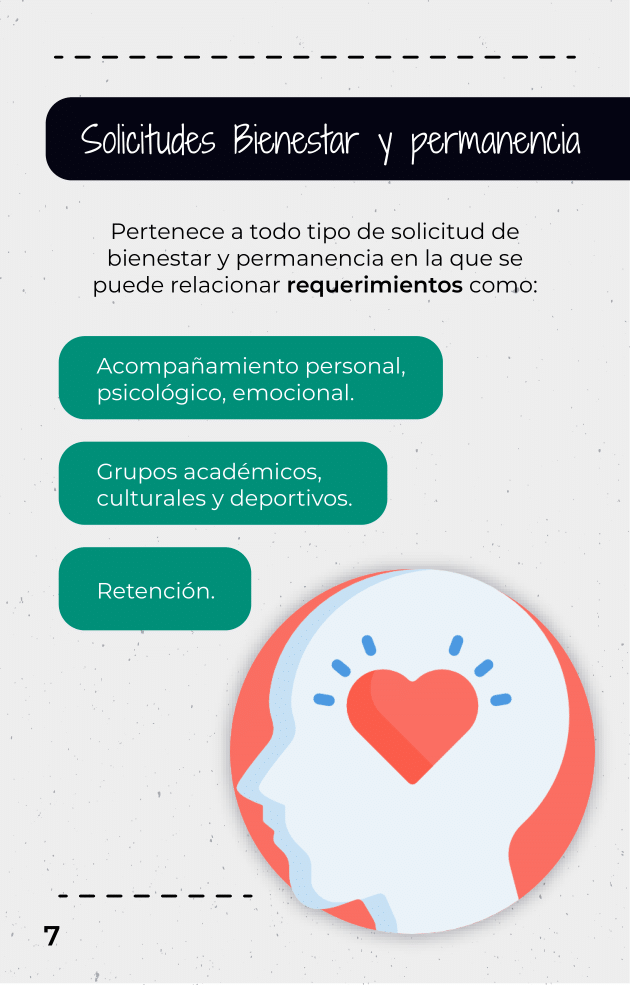 Solicitudes Bienestar y permanencia
Pertenece a todo tipo de solicitud de
bienestar y permanencia en la que se
puede relacionar requerimientos como:
Acompañamiento personal,
psicológico, emocional.
Grupos académicos,
culturales y deportivos.
Retención.
7